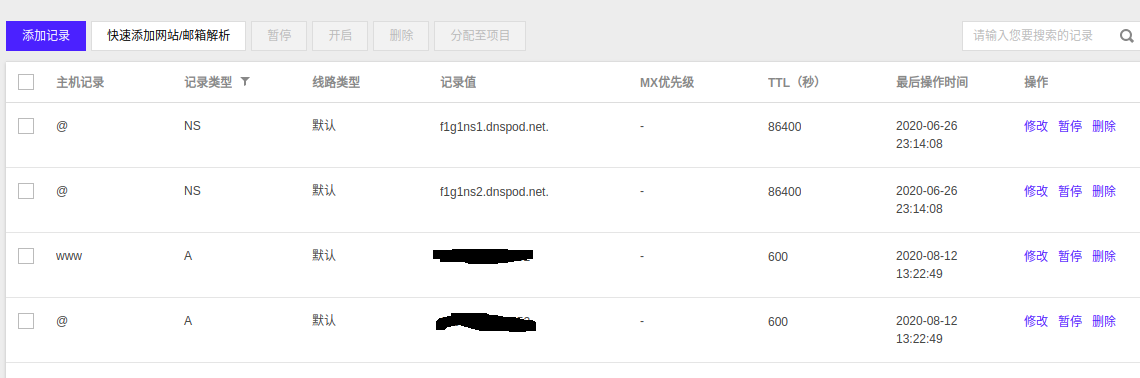 添加记录 快速添加网站/邮箱解析 暂停 开启 删除 分配至项目 请输入您要搜索的记录
主机记录 记录类型 线路类型 记录值 MX优先级 TTL（秒） 最后操作时间 操作
@ NS 默认 f1g1ns1.dnspod.net. - 86400 2020-06-26 修改 暂停 删除
23:14:08
@ NS 默认 f1g1ns2.dnspod.net. - 86400 2020-06-26 修改 暂停 删除
23:14:08
www A 默认 - 600 2020-08-12 修改 暂停 删除
13:22:49
@ A 默认 - 600 2020-08-12 修改 暂停 删除
13:22:49